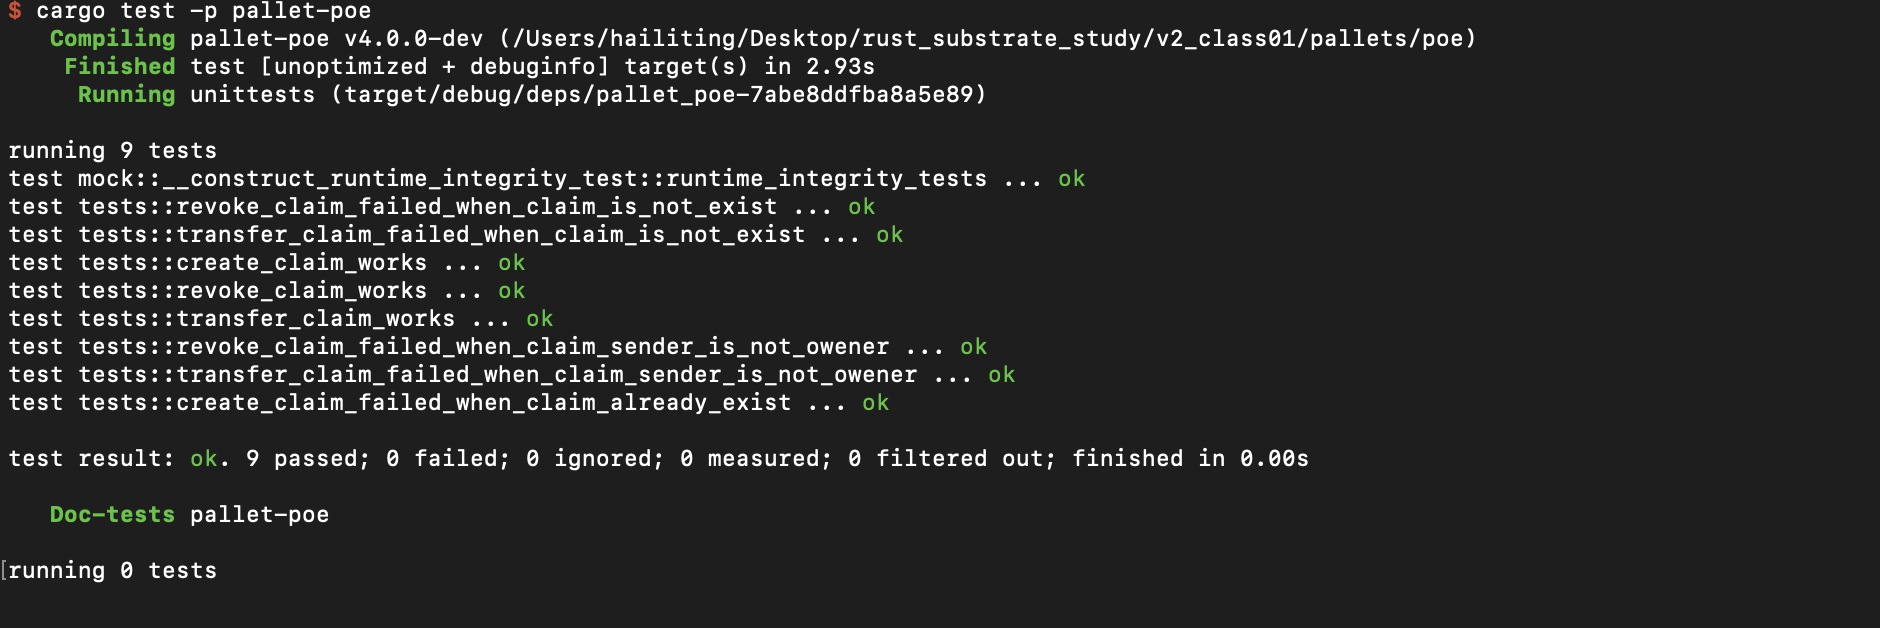 $ cargo test -p pallet-poe
Compiling pallet-poe v4.0.0-dev (/Users/hailiting/Desktop/rust_substrate_study/v2_class01/pallets/poe)
Finished test [unoptimized + debuginfo] target(s) in 2.93s
Running unittests (target/debug/deps/pallet_poe-7abe8ddfba8a5e89)
running 9 tests
test mock::__construct_runtime_integrity_test::runtime_integrity_tests ... ok
test tests::revoke_claim_failed_when_claim_is_not_exist ... ok
test tests::transfer_claim_failed_when_claim_is_not_exist ... ok
test tests::create_claim_works ... ok
test tests::revoke_claim_works ... ok
test tests::transfer_claim_works ... ok
test tests::revoke_claim_failed_when_claim_sender_is_not_owener ... ok
test tests::transfer_claim_failed_when_claim_sender_is_not_owener ... ok
test tests::create_claim_failed_when_claim_already_exist ... ok
test result: ok. 9 passed; 0 failed; 0 ignored; 0 measured; 0 filtered out; finished in 0.00s
Doc-tests pallet-poe
[running 0 tests